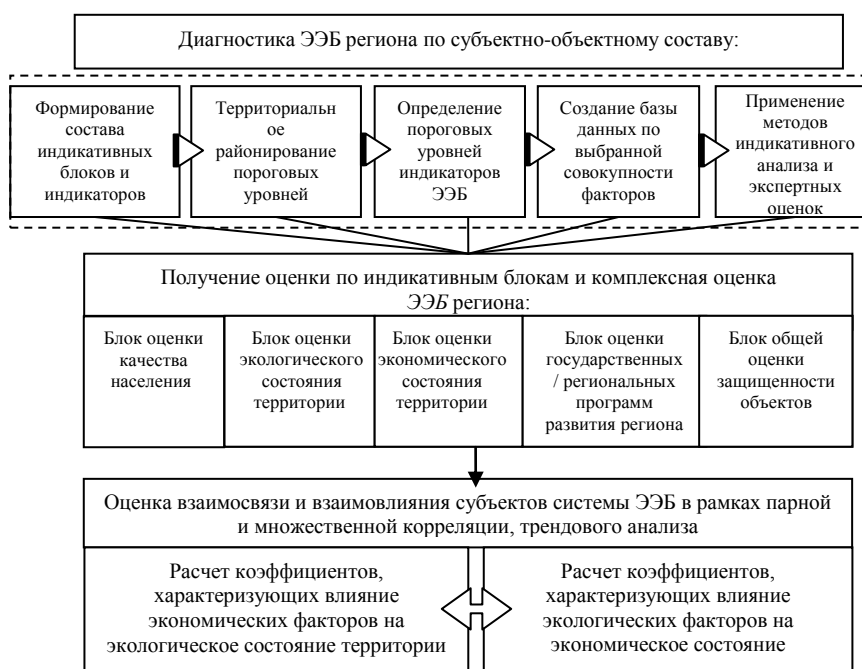 Диагностика ЭЭБ региона по субъектно-объектному составу:
Формирование
состава
индикативных
блоков и
индикаторов
Территориальн
ое
районирование
пороговых
уровней
Определение
пороговых
уровней
индикаторов
ЭЭБ
Создание базы
данных по
выбранной
совокупности
факторов
Применение
методов
индикативного
анализа и
экспертных
оценок
Получение оценки по индикативным блокам и комплексная оценка
ЭЭБ региона:
Блок оценки
качества
населения
Блок оценки
экологического
состояния
территории
Блок оценки
экономического
состояния
территории
Блок оценки
государственных
/ региональных
программ
развития региона
Блок общей
оценки
защищенности
объектов
Оценка взаимосвязи и взаимовлияния субъектов системы ЭЭБ в рамках парной
и множественной корреляции, трендового анализа
Расчет коэффициентов,
характеризующих влияние
экономических факторов на
экологическое состояние территории
Расчет коэффициентов,
характеризующих влияние
экологических факторов на
экономическое состояние